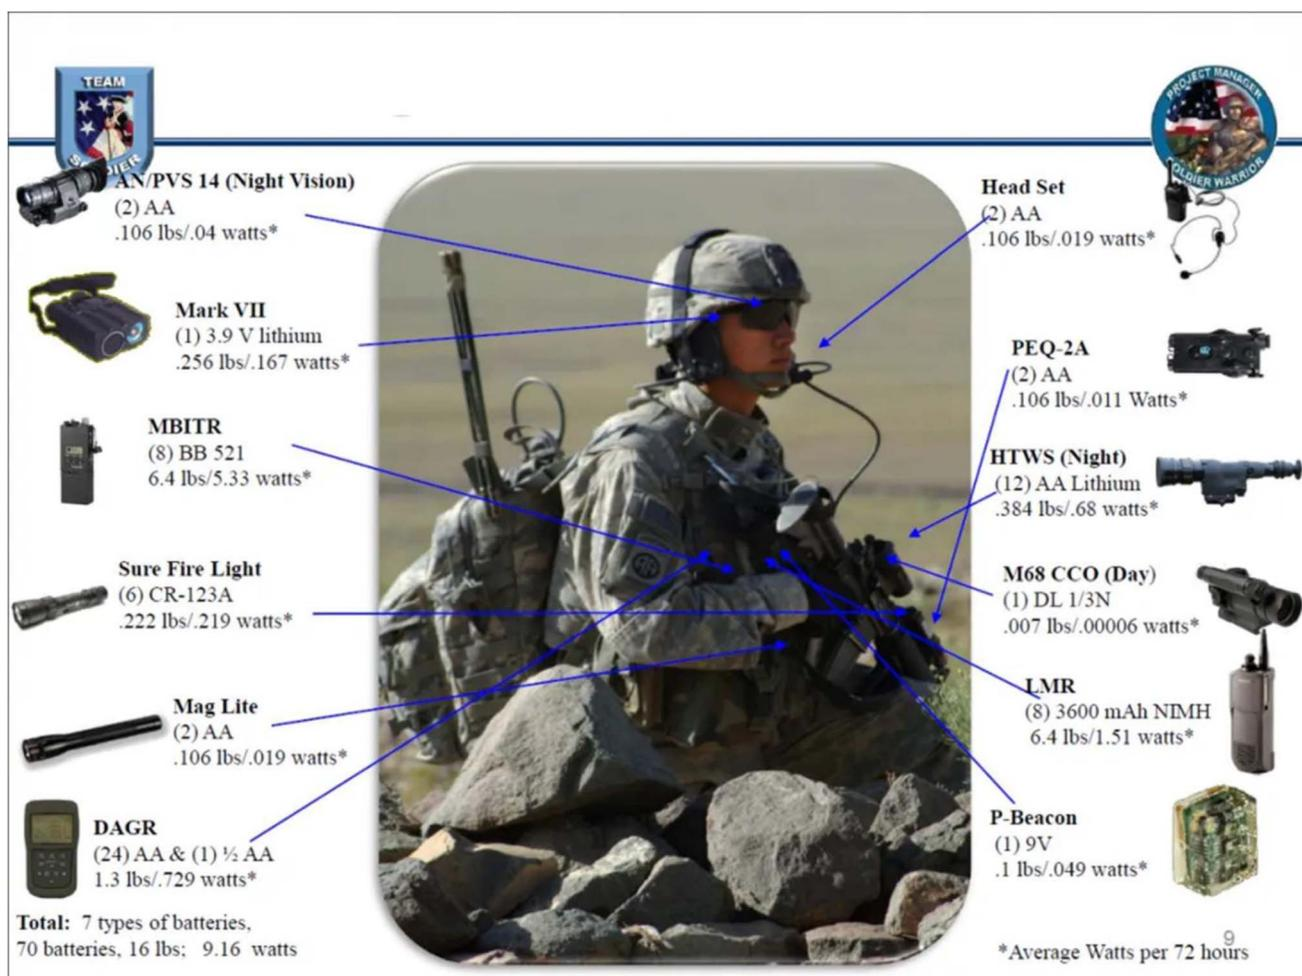 TEAM
SOLDIER
PROJECT MANAGER
SOLDIER WARRIOR
AN/PVS 14 (Night Vision)
(2) AA
.106 lbs/.04 watts*
Mark VII
(1) 3.9 V lithium
.256 lbs/.167 watts*
MBITR
(8) BB 521
6.4 lbs/5.33 watts*
Sure Fire Light
(6) CR-123A
.222 lbs/.219 watts*
Mag Lite
(2) AA
.106 lbs/.019 watts*
DAGR
(24) AA & (1) ½ AA
1.3 lbs/.729 watts*
Total: 7 types of batteries,
70 batteries, 16 lbs; 9.16 watts
Head Set
(2) AA
.106 lbs/.019 watts*
PEQ-2A
(2) AA
.106 lbs/.011 Watts*
HTWS (Night)
(12) AA Lithium
.384 lbs/.68 watts*
M68 CCO (Day)
(1) DL 1/3N
.007 lbs/.00006 watts*
LMR
(8) 3600 mAh NIMH
6.4 lbs/1.51 watts*
P-Beacon
(1) 9V
.1 lbs/.049 watts*
9
*Average Watts per 72 hours